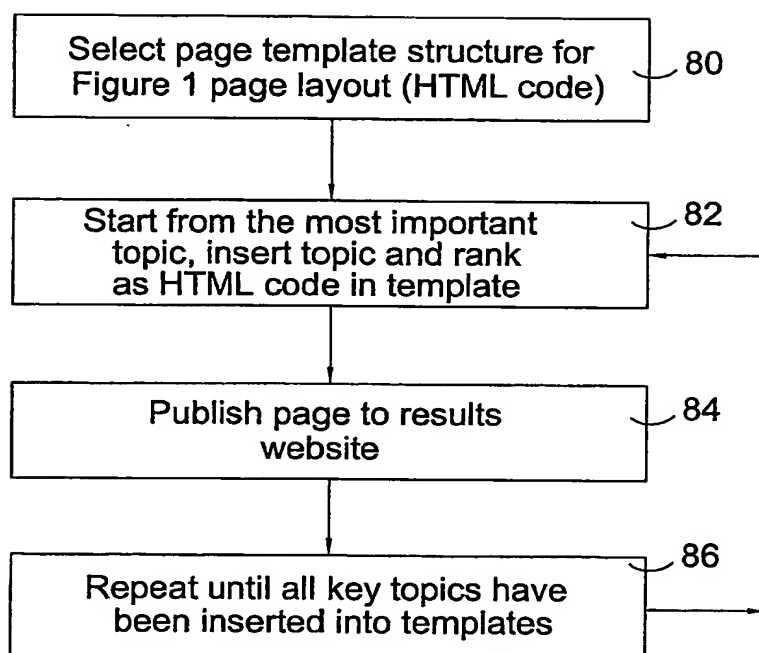 Select page template structure for
Figure 1 page layout (HTML code)
80
Start from the most important
topic, insert topic and rank
as HTML code in template
82
Publish page to results
website
84
Repeat until all key topics have
been inserted into templates
86